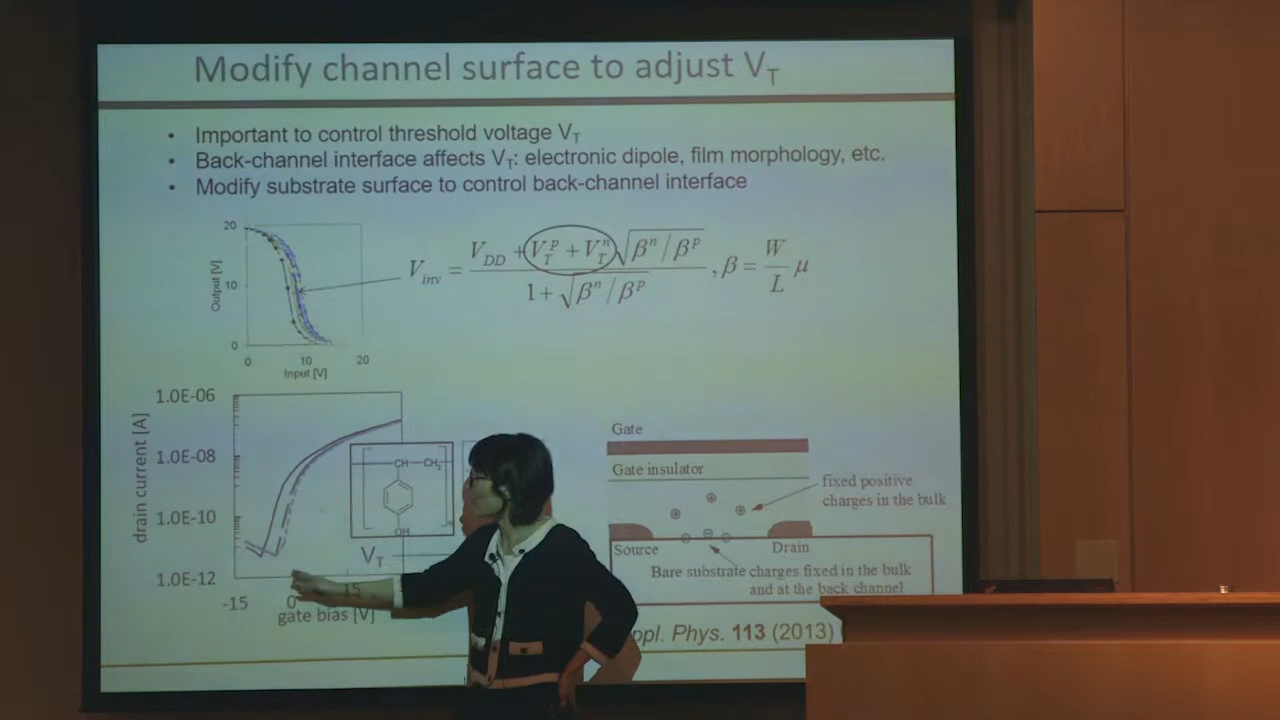 Modify channel surface to adjust V_T
• Important to control threshold voltage V_T
• Back-channel interface affects V_T: electronic dipole, film morphology, etc.
• Modify substrate surface to control back-channel interface
20
10
0
Output [V]
0 10 20
Input [V]
V_inv = (V_DD + (V_T^p + V_T^n)√(β^n / β^p)) / (1 + √(β^n / β^p)), β = (W / L) μ
1.0E-06
1.0E-08
1.0E-10
1.0E-12
drain current [A]
-15 0 15
gate bias [V]
CH—CH₂
OH
V_T
Gate
Gate insulator
fixed positive
charges in the bulk
Source
Drain
Bare substrate charges fixed in the bulk
and at the back channel
ppl. Phys. 113 (2013)